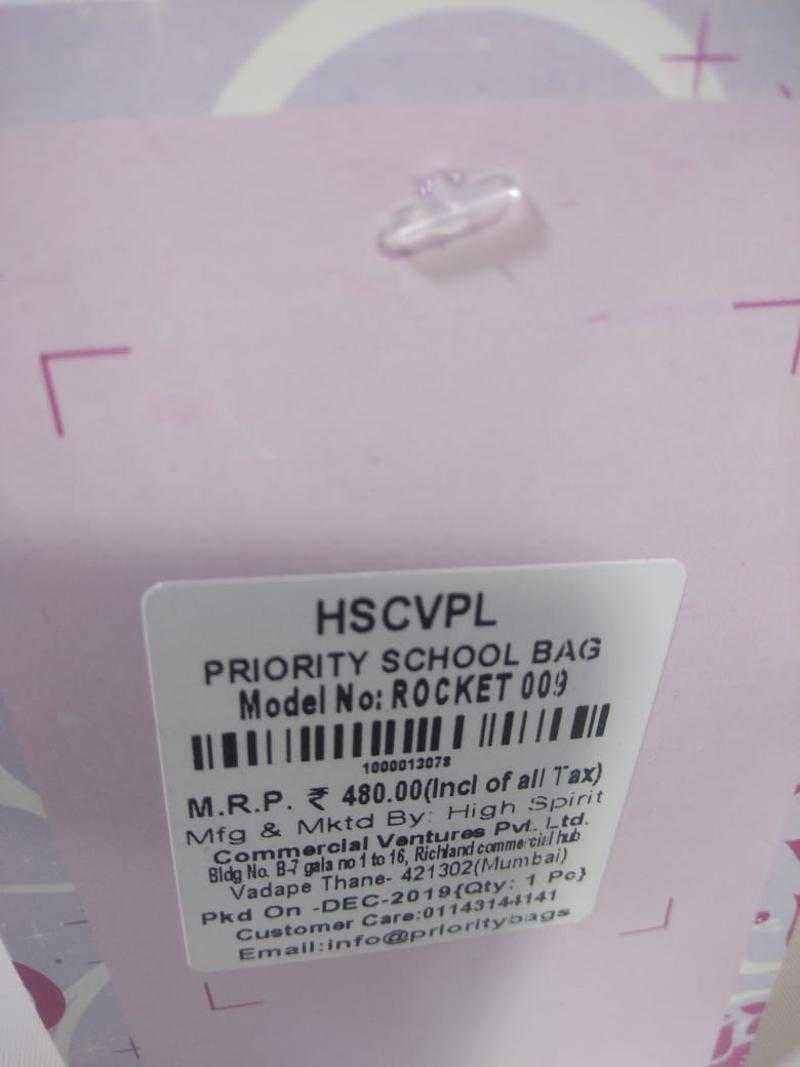 HSCVPL
PRIORITY SCHOOL BAG
Model No: ROCKET 009
1000013078
M.R.P. ₹ 480.00(Incl of all Tax)
Mfg & Mktd By: High Spirit
Commercial Ventures Pvt. Ltd.
Bldg No. B-7 gala no 1 to 16, Richland commercial hub
Vadape Thane- 421302(Mumbai)
Pkd On -DEC-2019{Qty: 1 Pc}
Customer Care:01143144141
Email:info@prioritybags